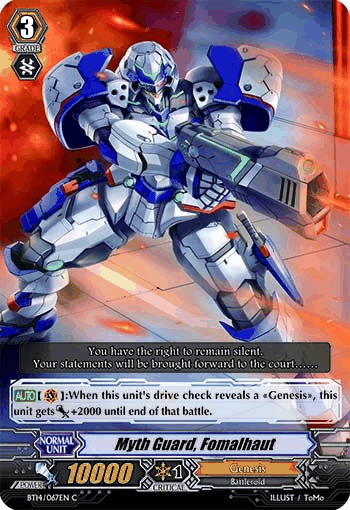 3
GRADE
You have the right to remain silent.
Your statements will be brought forward to the court......
AUTO [ ]:When this unit's drive check reveals a «Genesis», this
unit gets +2000 until end of that battle.
NORMAL
UNIT
Myth Guard, Fomalhaut
POWER
10000
1
CRITICAL
Genesis
Battleroid
BT14/067EN C
ILLUST / ToMo